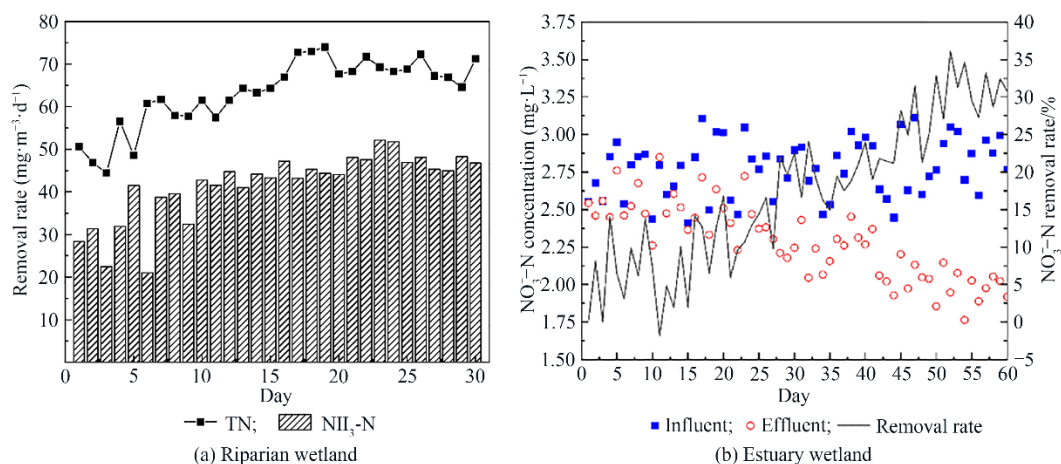 80
70
60
50
40
30
20
10
Removal rate (mg·m⁻³·d⁻¹)
0 5 10 15 20 25 30
Day
TN; NII₃-N
(a) Riparian wetland
3.75
3.50
3.25
3.00
2.75
2.50
2.25
2.00
1.75
1.50
NO₃−N concentration (mg·L⁻¹)
40
35
30
25
20
15
10
5
0
−5
NO₃−N removal rate/%
0 5 10 15 20 25 30 35 40 45 50 55 60
Day
Influent; Effluent; Removal rate
(b) Estuary wetland